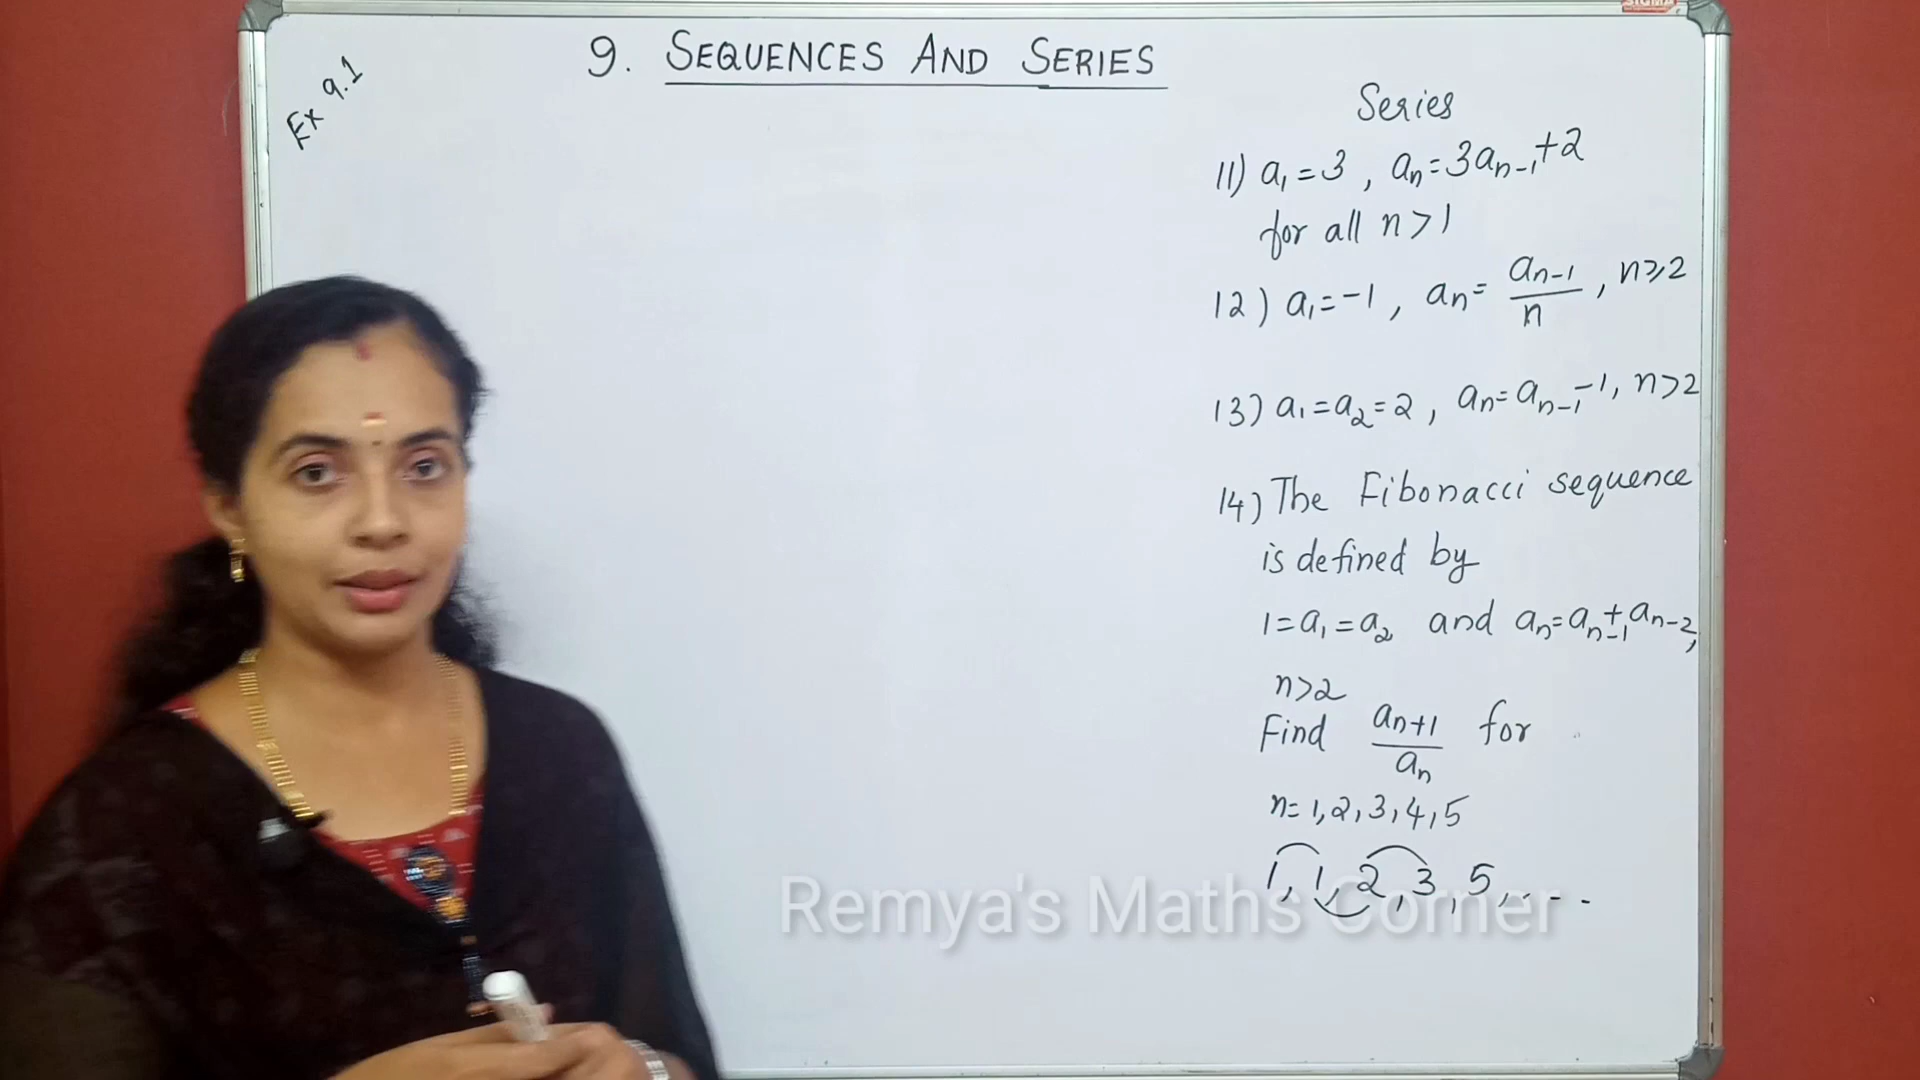 SIGMA
9. SEQUENCES AND SERIES
Ex 9.1
Series
11) a₁ = 3 , aₙ = 3aₙ₋₁ + 2
for all n > 1
12) a₁ = -1 , aₙ = aₙ₋₁/n , n ≥ 2
13) a₁ = a₂ = 2 , aₙ = aₙ₋₁ - 1, n > 2
14) The Fibonacci sequence
is defined by
1 = a₁ = a₂ and aₙ = aₙ₋₁ + aₙ₋₂,
n > 2
Find aₙ₊₁/aₙ for
n = 1, 2, 3, 4, 5
1, 1, 2, 3, 5, ....
Remya's Maths Corner